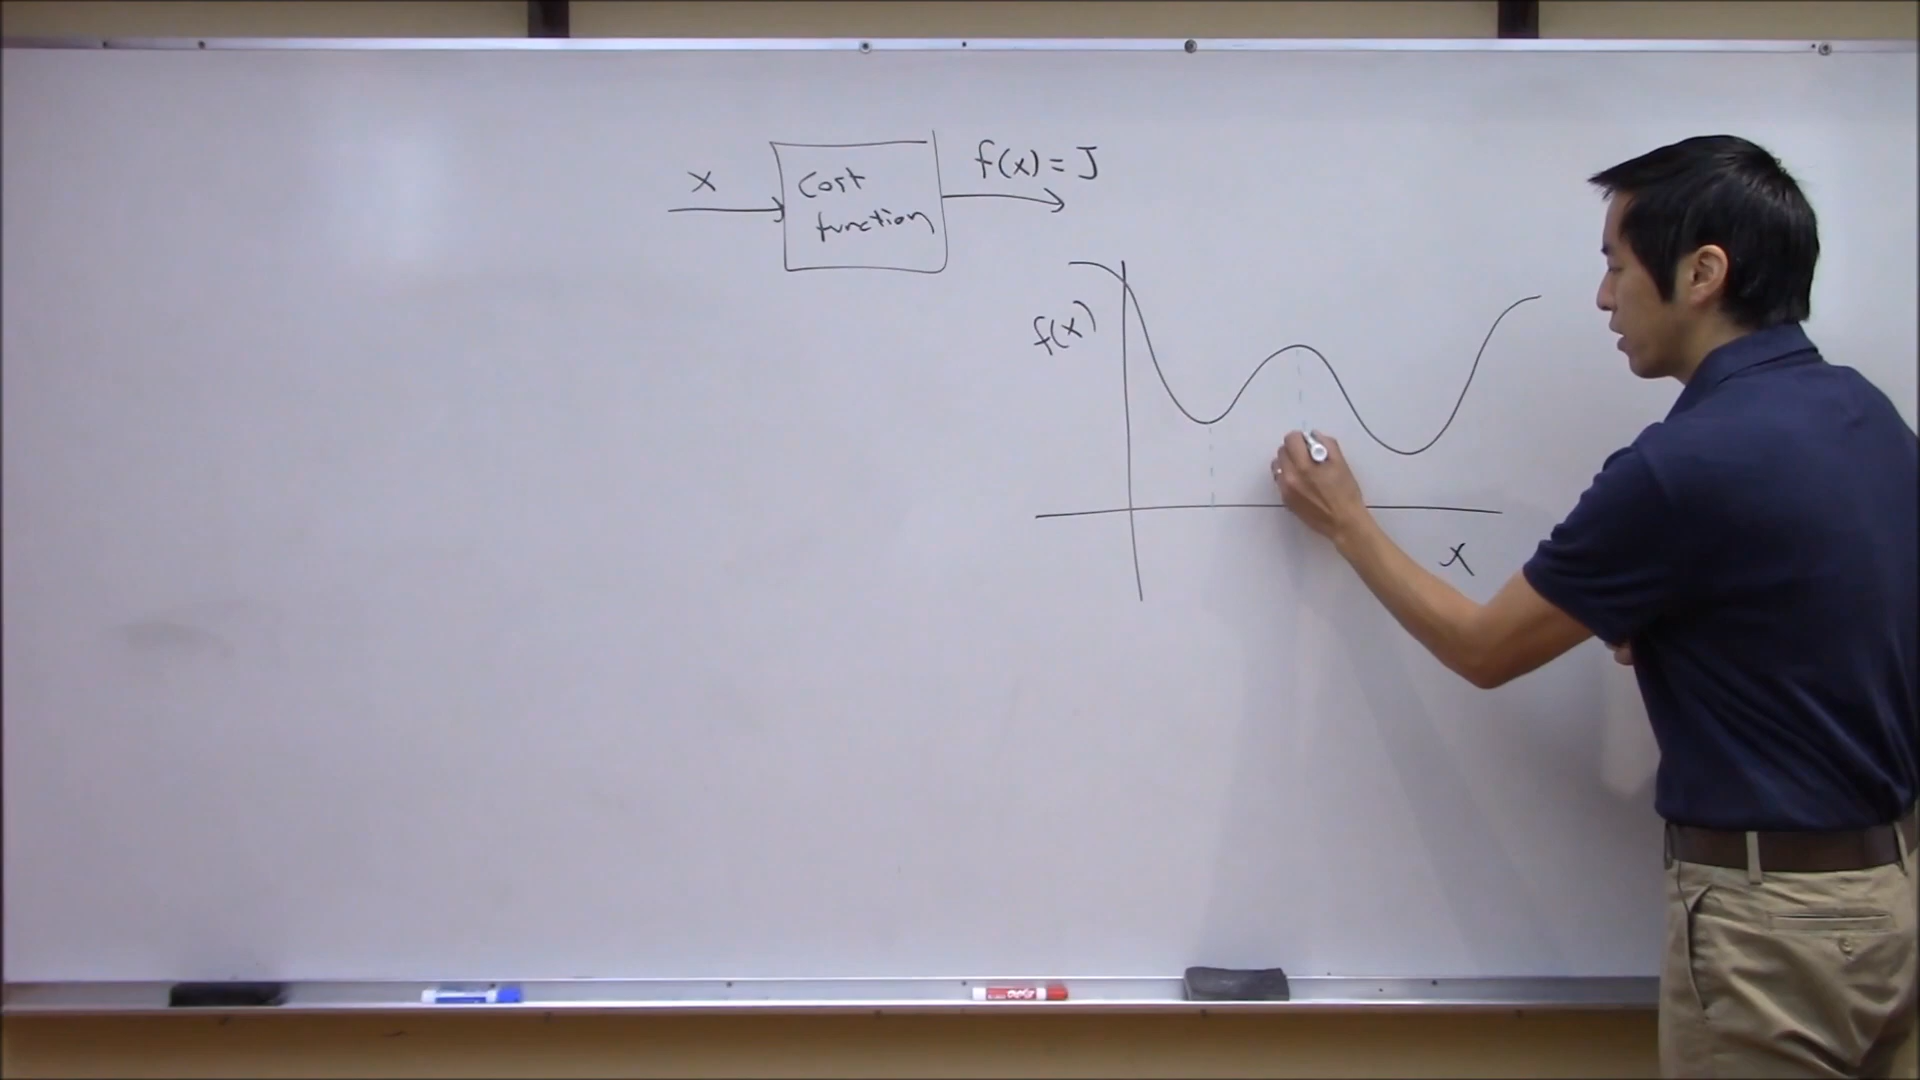 x
Cost
function
f(x) = J
f(x)
x